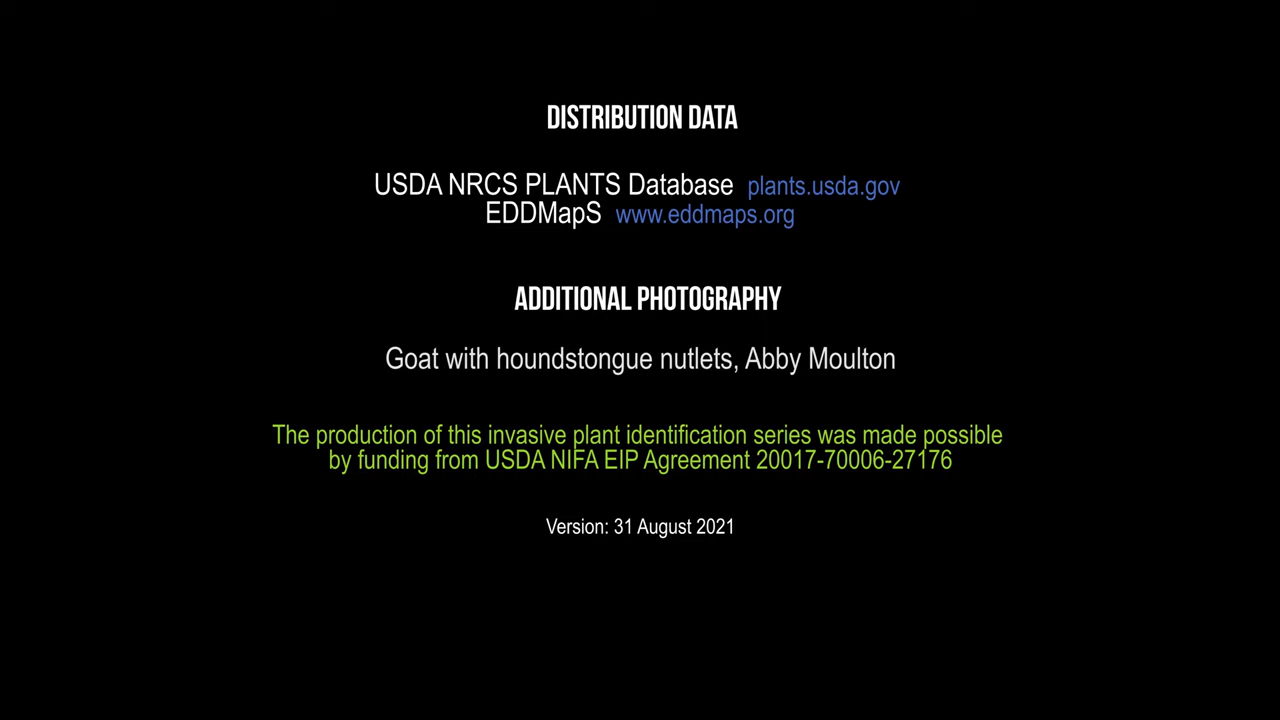 DISTRIBUTION DATA
USDA NRCS PLANTS Database plants.usda.gov
EDDMapS www.eddmaps.org
ADDITIONAL PHOTOGRAPHY
Goat with houndstongue nutlets, Abby Moulton
The production of this invasive plant identification series was made possible
by funding from USDA NIFA EIP Agreement 20017-70006-27176
Version: 31 August 2021